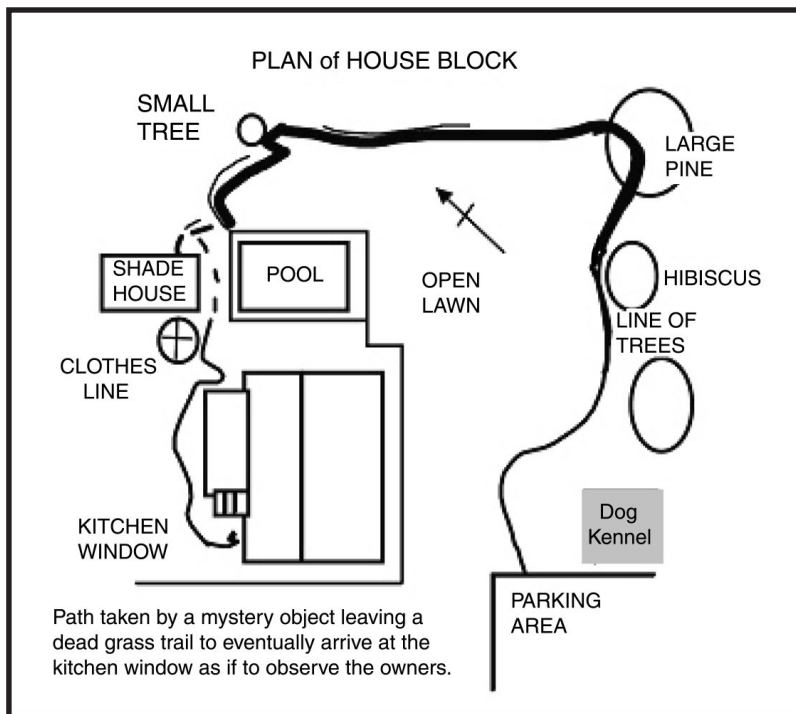 PLAN of HOUSE BLOCK
SMALL
TREE
LARGE
PINE
SHADE
HOUSE
POOL
OPEN
LAWN
HIBISCUS
LINE OF
TREES
CLOTHES
LINE
KITCHEN
WINDOW
Dog
Kennel
PARKING
AREA
Path taken by a mystery object leaving a
dead grass trail to eventually arrive at the
kitchen window as if to observe the owners.